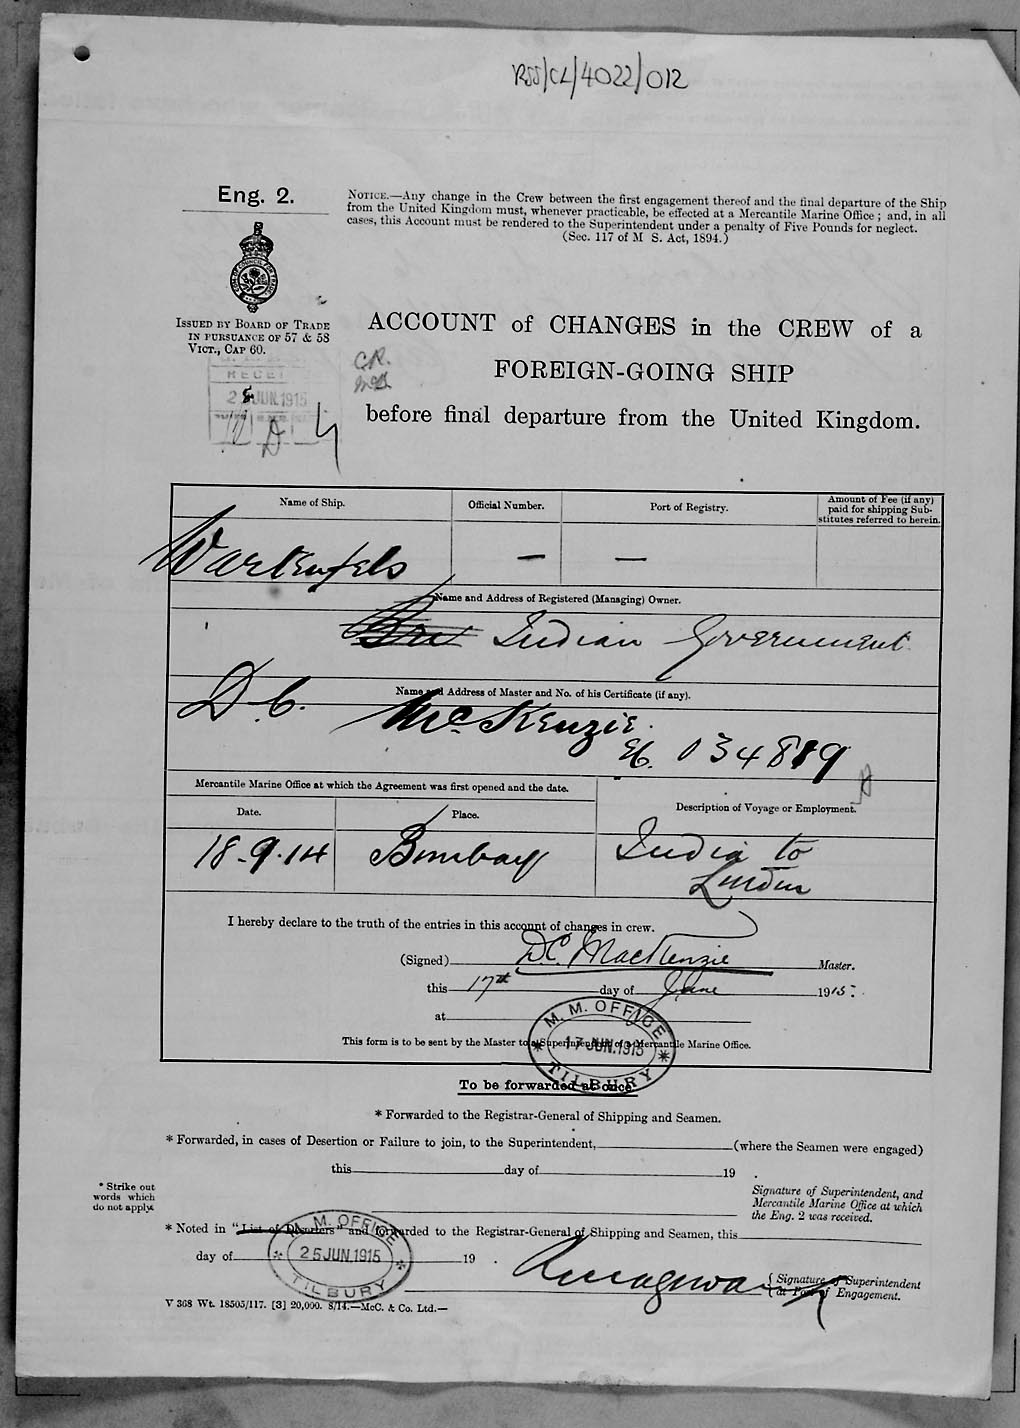 RSS/CL/4022/012
Eng. 2.
NOTICE.—Any change in the Crew between the first engagement thereof and the final departure of the Ship
from the United Kingdom must, whenever practicable, be effected at a Mercantile Marine Office; and, in all
cases, this Account must be rendered to the Superintendent under a penalty of Five Pounds for neglect.
(Sec. 117 of M S. Act, 1894.)
ISSUED BY BOARD OF TRADE
IN PURSUANCE OF 57 & 58
VICT., CAP 60.
ACCOUNT of CHANGES in the CREW of a
FOREIGN-GOING SHIP
before final departure from the United Kingdom.
C.R.
JUN.1915
Name of Ship.
Official Number.
Port of Registry.
Amount of Fee (if any)
paid for shipping Sub-
stitutes referred to herein.
Wartenfels
—
—
Name and Address of Registered (Managing) Owner.
Indian Government
Name and Address of Master and No. of his Certificate (if any).
D.C. McKenzie.
034819
Mercantile Marine Office at which the Agreement was first opened and the date.
Date.
Place.
Description of Voyage or Employment.
18-9-14
Bombay
India to
London
I hereby declare to the truth of the entries in this account of changes in crew.
(Signed) D.C. MacKenzie Master.
this 17th day of June 1915.
at
M. M. OFFICE
17 JUN.1915
TILBURY
This form is to be sent by the Master to a Superintendent of a Mercantile Marine Office.
To be forwarded at once.
* Forwarded to the Registrar-General of Shipping and Seamen.
* Forwarded, in cases of Desertion or Failure to join, to the Superintendent, (where the Seamen were engaged)
this day of 19 .
* Strike out
words which
do not apply.
Signature of Superintendent, and
Mercantile Marine Office at which
the Eng. 2 was received.
* Noted in "List of Deserters" and forwarded to the Registrar-General of Shipping and Seamen, this
day of 19 .
M. M. OFFICE
25 JUN.1915
TILBURY
{ Signature of Superintendent
{ at Port of Engagement.
V 368 Wt. 18505/117. [3] 20,000. 8/14.—McC. & Co. Ltd.—